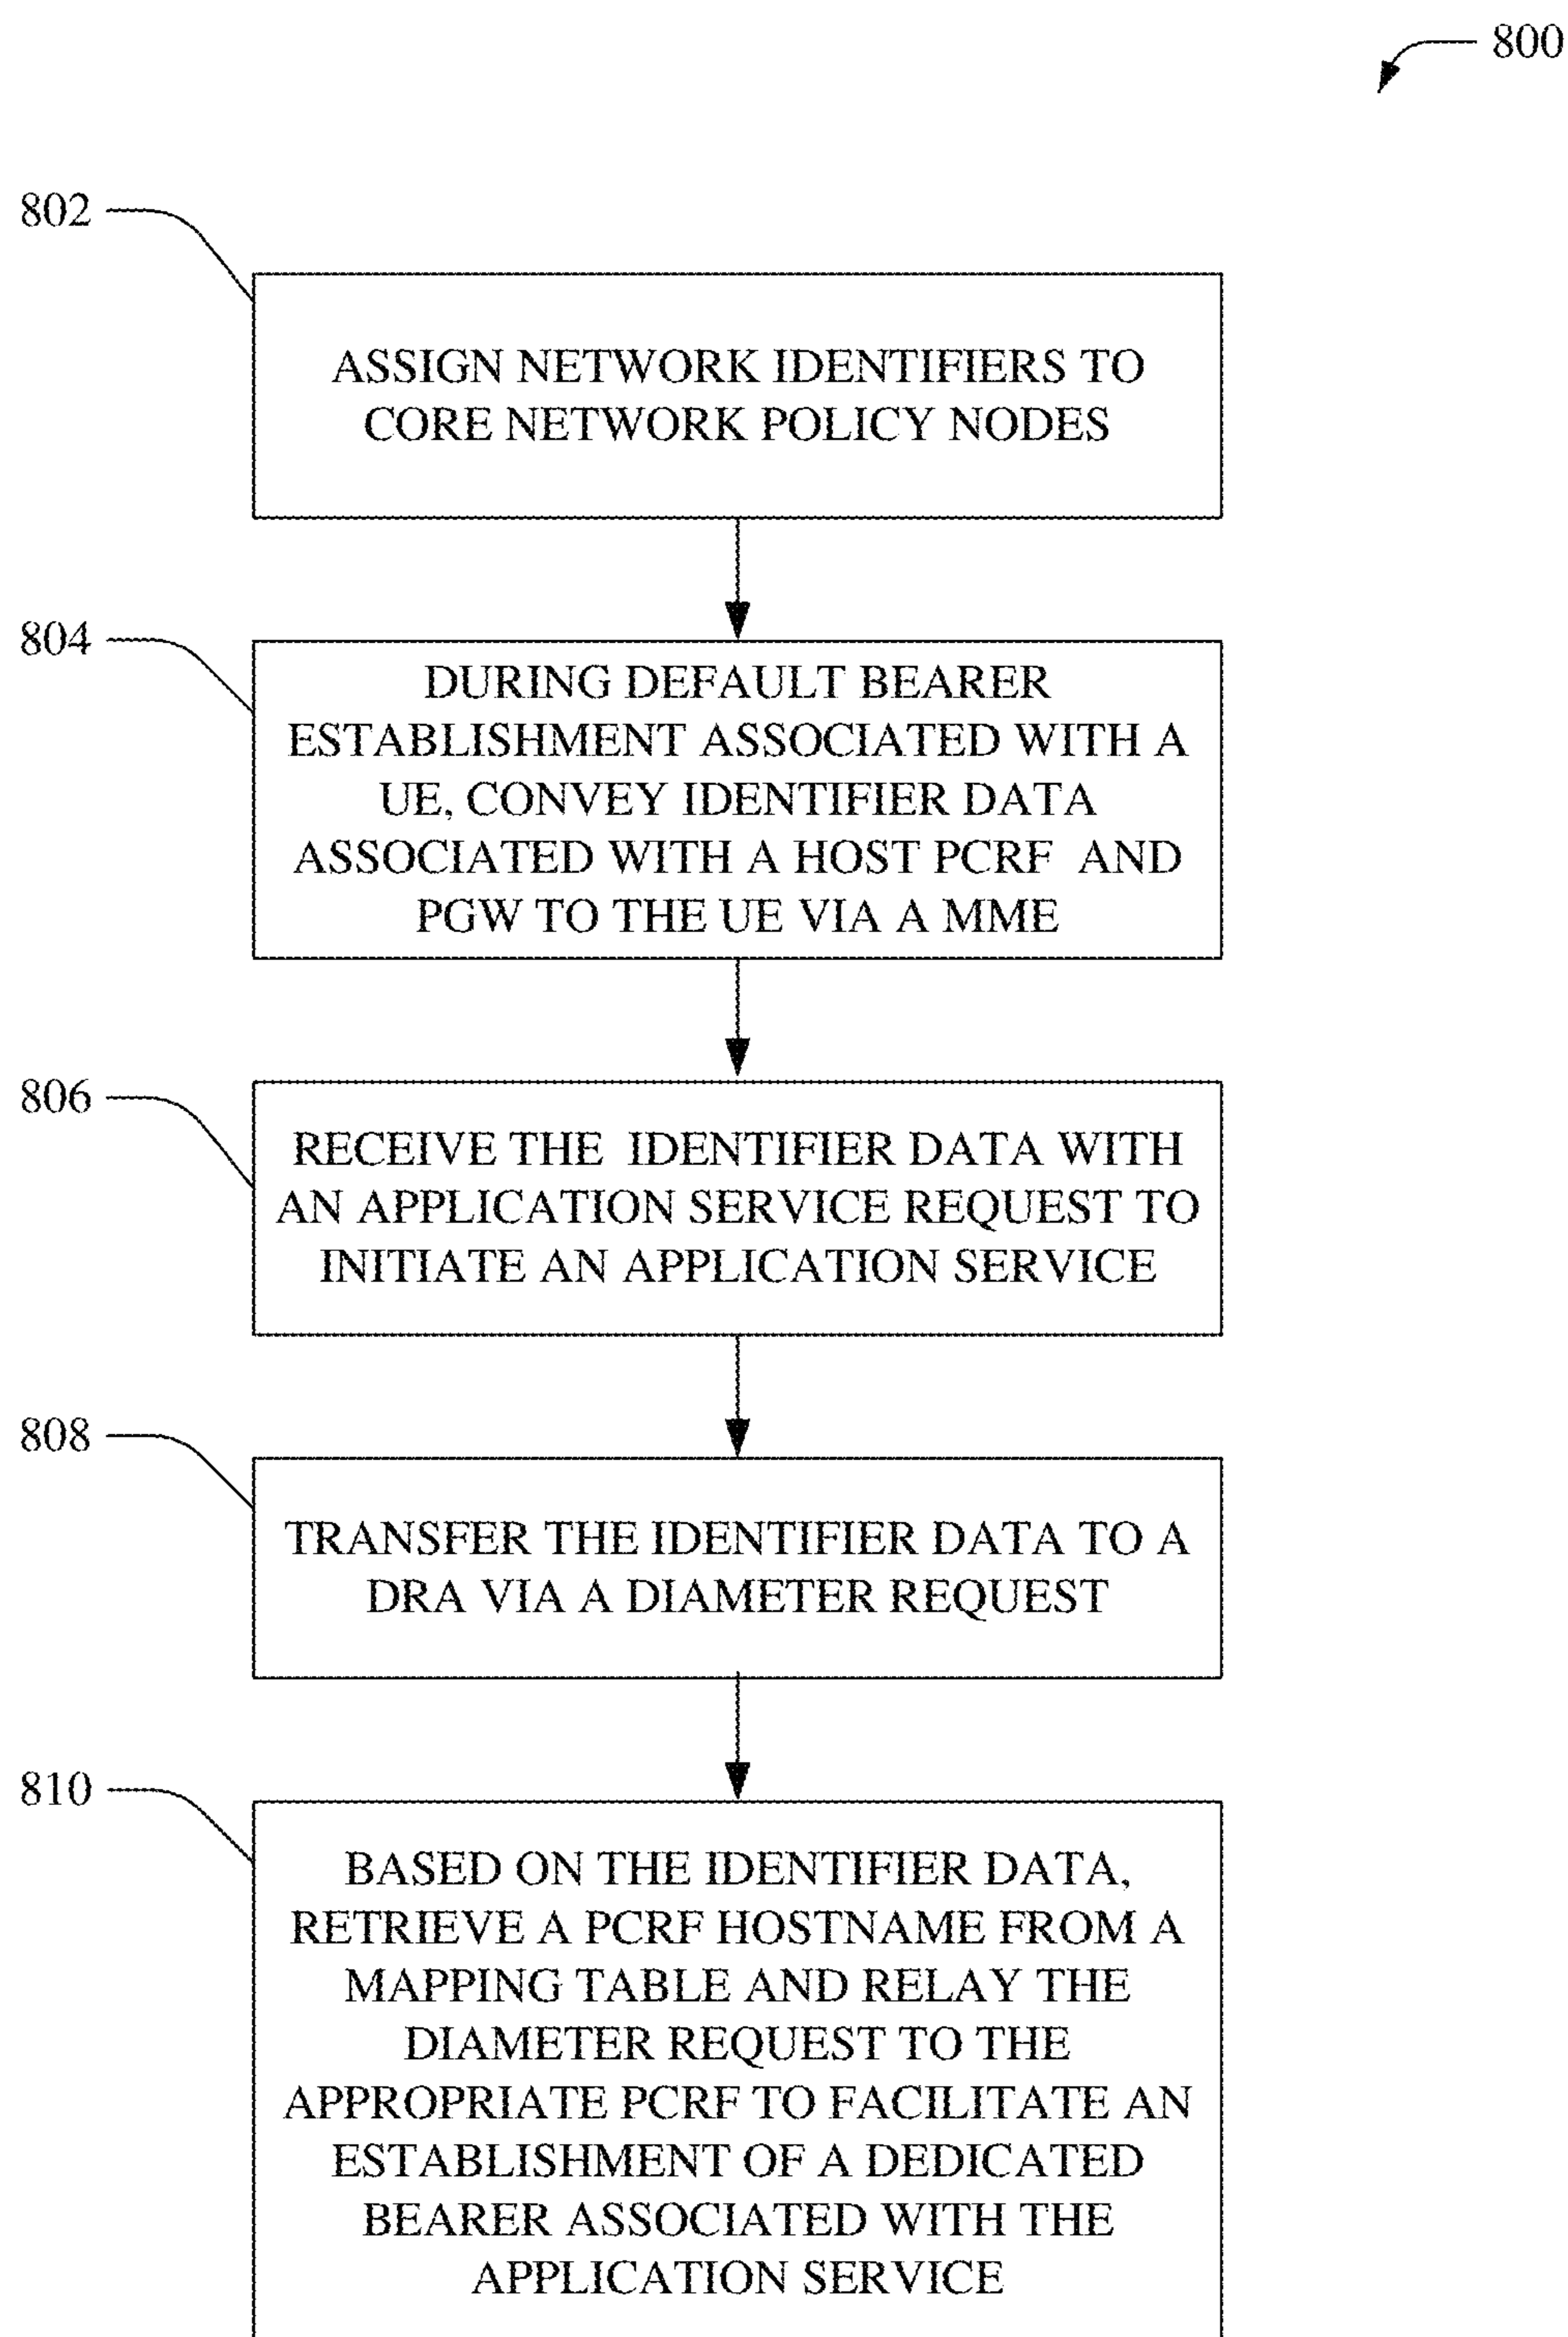 800
802
ASSIGN NETWORK IDENTIFIERS TO
CORE NETWORK POLICY NODES
804
DURING DEFAULT BEARER
ESTABLISHMENT ASSOCIATED WITH A
UE, CONVEY IDENTIFIER DATA
ASSOCIATED WITH A HOST PCRF AND
PGW TO THE UE VIA A MME
806
RECEIVE THE IDENTIFIER DATA WITH
AN APPLICATION SERVICE REQUEST TO
INITIATE AN APPLICATION SERVICE
808
TRANSFER THE IDENTIFIER DATA TO A
DRA VIA A DIAMETER REQUEST
810
BASED ON THE IDENTIFIER DATA,
RETRIEVE A PCRF HOSTNAME FROM A
MAPPING TABLE AND RELAY THE
DIAMETER REQUEST TO THE
APPROPRIATE PCRF TO FACILITATE AN
ESTABLISHMENT OF A DEDICATED
BEARER ASSOCIATED WITH THE
APPLICATION SERVICE